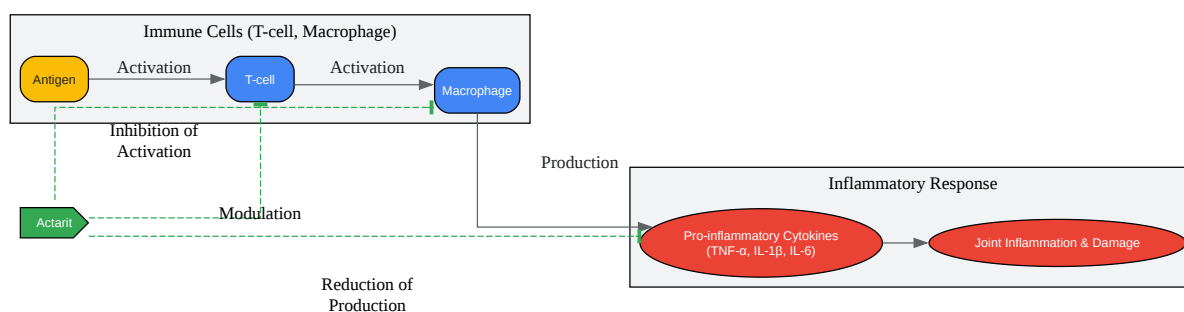 Immune Cells (T-cell, Macrophage)
Antigen
Activation
T-cell
Activation
Macrophage
Inhibition of
Activation
Production
Inflammatory Response
Actarit
Modulation
Pro-inflammatory Cytokines
(TNF-α, IL-1β, IL-6)
Joint Inflammation & Damage
Reduction of
Production